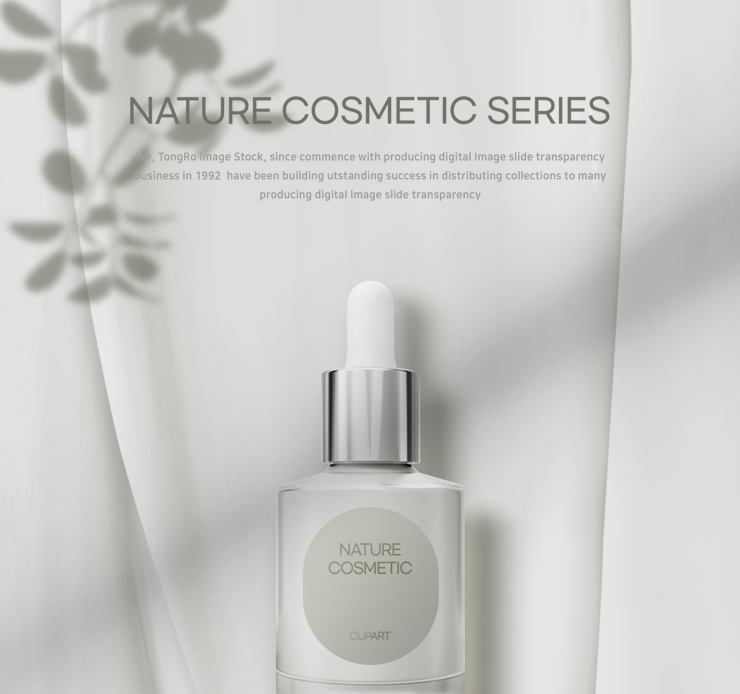 NATURE COSMETIC SERIES
We, TongRo Image Stock, since commence with producing digital Image slide transparency
business in 1992 have been building utstanding success in distributing collections to many
producing digital Image slide transparency
NATURE
COSMETIC
CLIPART